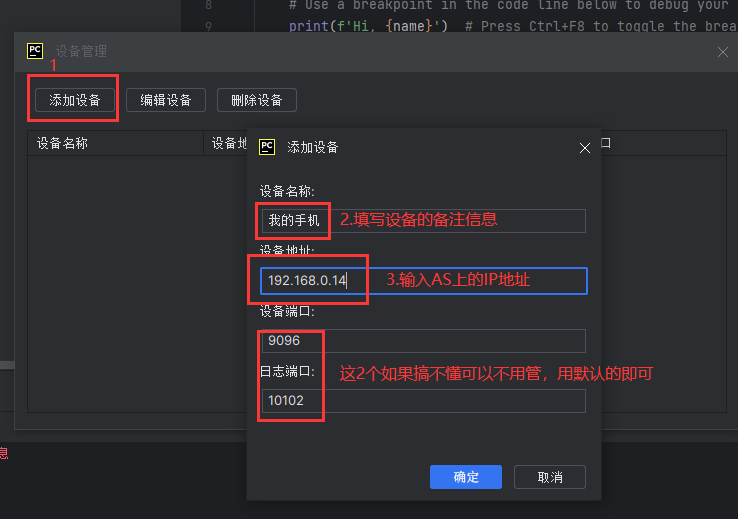 8 # Use a breakpoint in the code line below to debug your
9 print(f'Hi, {name}') # Press Ctrl+F8 to toggle the brea
PC 设备管理
1
添加设备 编辑设备 删除设备
设备名称 设备地 口
PC 添加设备
设备名称:
我的手机 2.填写设备的备注信息
设备地址:
192.168.0.14 3.输入AS上的IP地址
设备端口:
9096
日志端口: 这2个如果搞不懂可以不用管,用默认的即可
10102
息
确定 取消